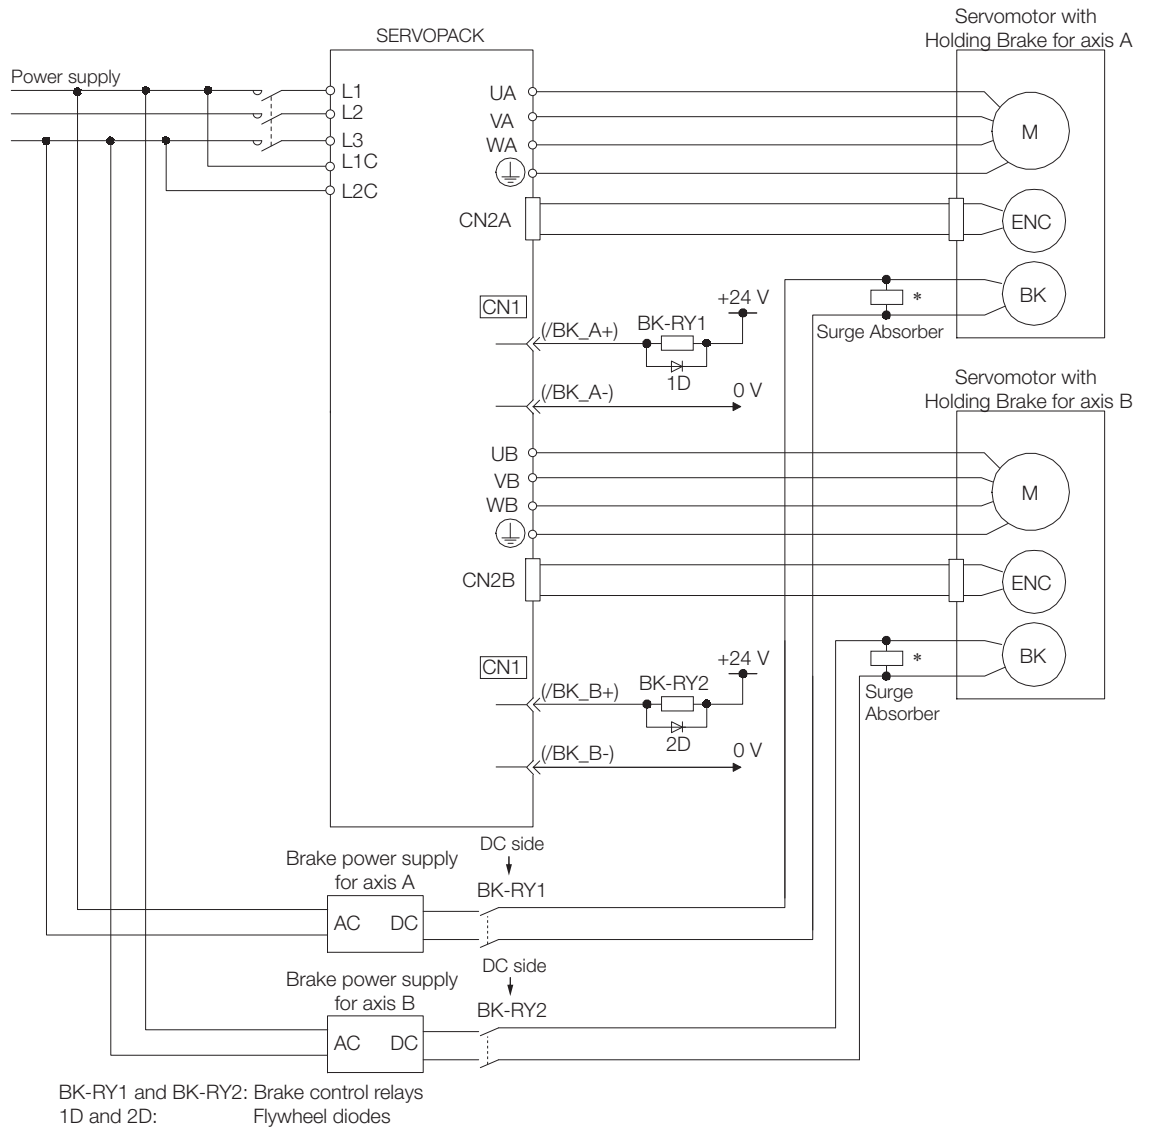 Servomotor with
Holding Brake for axis A
SERVOPACK
Power supply
L1
L2
L3
L1C
L2C
UA
VA
WA
M
CN2A
ENC
CN1
+24 V
BK
*
(/BK_A+)
BK-RY1
Surge Absorber
1D
(/BK_A-)
0 V
Servomotor with
Holding Brake for axis B
UB
VB
WB
M
CN2B
ENC
CN1
+24 V
BK
*
(/BK_B+)
BK-RY2
Surge
Absorber
2D
(/BK_B-)
0 V
DC side
Brake power supply
for axis A
BK-RY1
AC
DC
DC side
Brake power supply
for axis B
BK-RY2
AC
DC
BK-RY1 and BK-RY2: Brake control relays
1D and 2D: Flywheel diodes